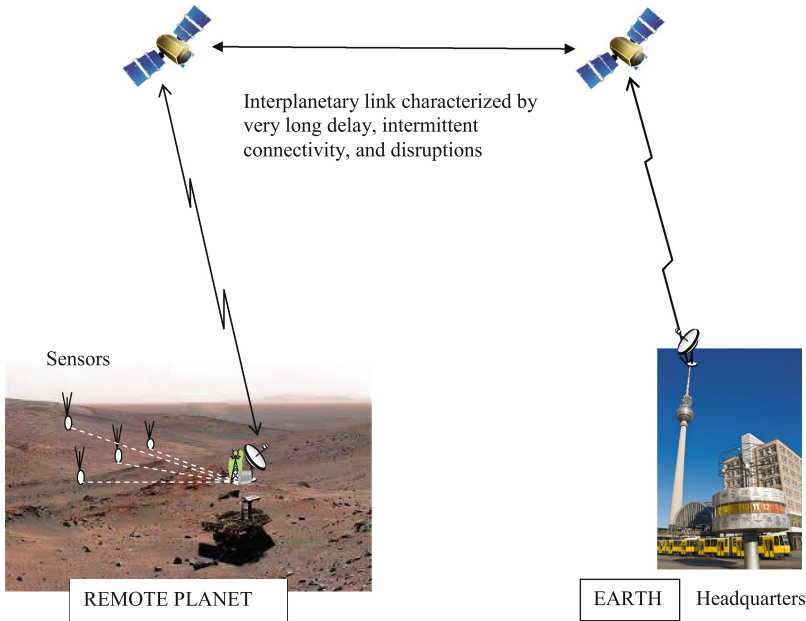 Interplanetary link characterized by
very long delay, intermittent
connectivity, and disruptions
Sensors
REMOTE PLANET
EARTH
Headquarters